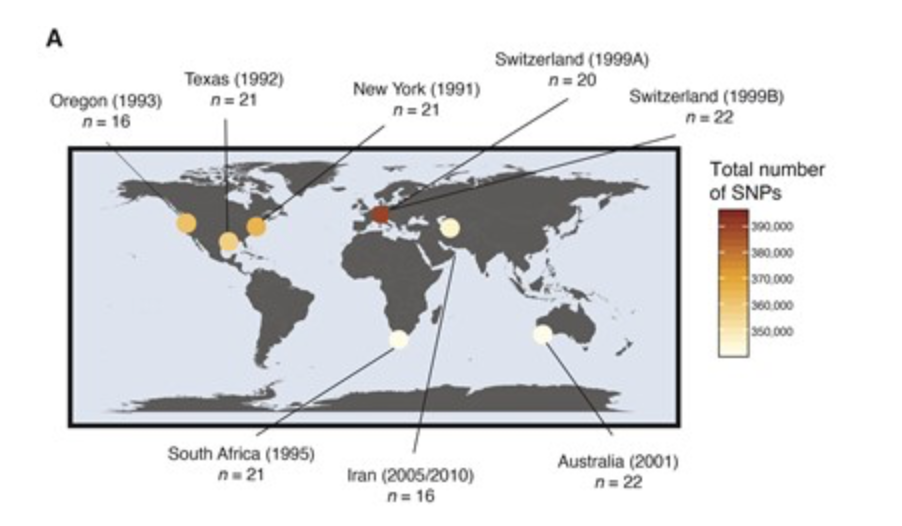 A
Switzerland (1999A)
n = 20
Texas (1992)
n = 21
New York (1991)
n = 21
Switzerland (1999B)
n = 22
Oregon (1993)
n = 16
Total number
of SNPs
390,000
380,000
370,000
360,000
350,000
South Africa (1995)
n = 21
Iran (2005/2010)
n = 16
Australia (2001)
n = 22